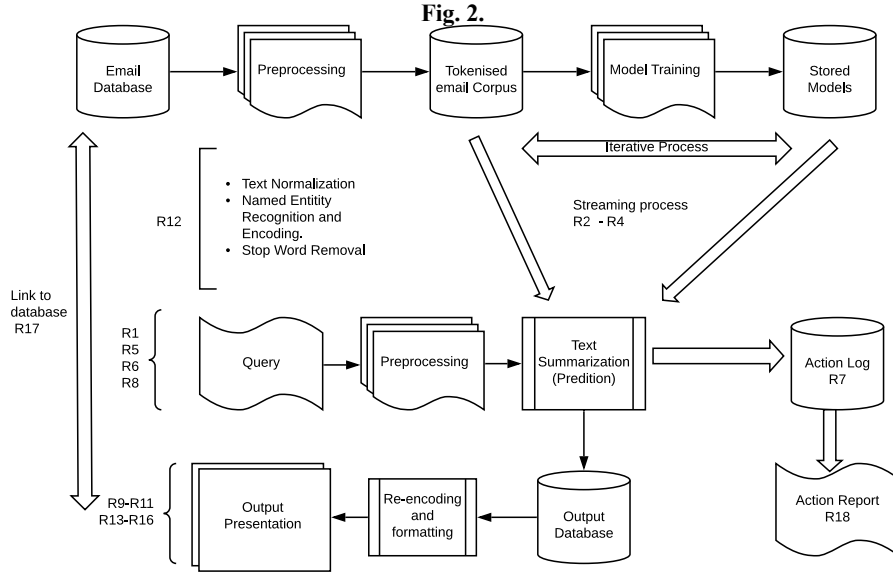 Fig. 2.
Email
Database
Preprocessing
Tokenised
email Corpus
Model Training
Stored
Models
Iterative Process
R12
• Text Normalization
• Named Entitity
Recognition and
Encoding.
• Stop Word Removal
Streaming process
R2 - R4
Link to
database
R17
R1
R5
R6
R8
Query
Preprocessing
Text
Summarization
(Predition)
Action Log
R7
R9-R11
R13-R16
Output
Presentation
Re-encoding
and
formatting
Output
Database
Action Report
R18